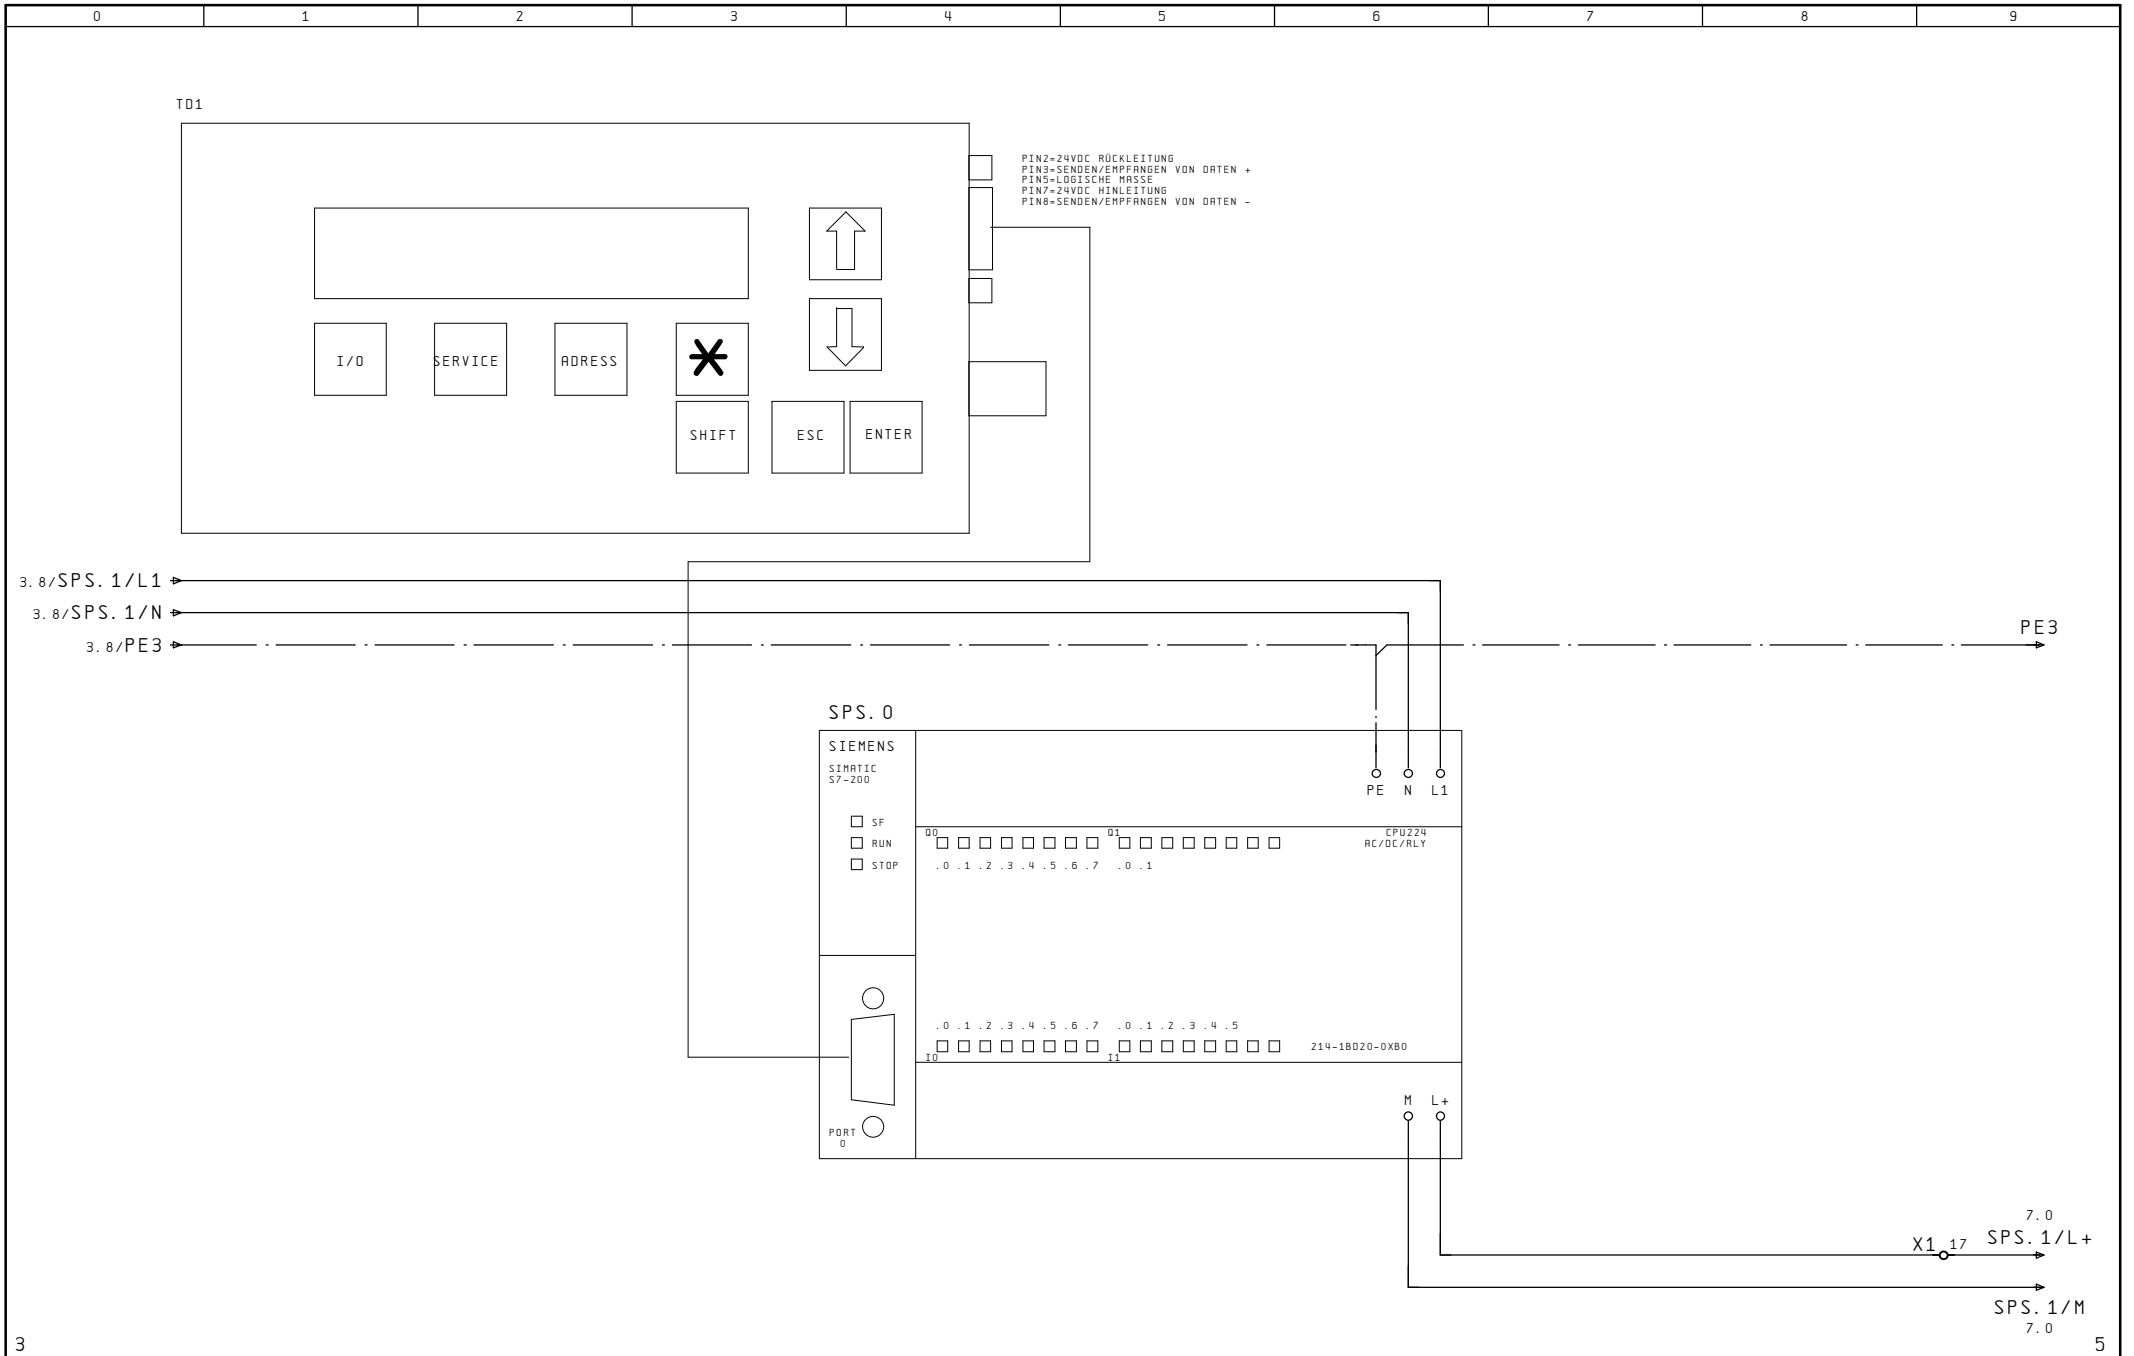 0 1 2 3 4 5 6 7 8 9
TD1
PIN2=24VDC RÜCKLEITUNG
PIN3=SENDEN/EMPFANGEN VON DATEN +
PIN5=LOGISCHE MASSE
PIN7=24VDC HINLEITUNG
PIN8=SENDEN/EMPFANGEN VON DATEN -
I/O SERVICE ADRESS
SHIFT ESC ENTER
3.8/SPS.1/L1
3.8/SPS.1/N
3.8/PE3
PE3
SPS.0
SIEMENS
SIMATIC
S7-200
PE N L1
SF
RUN
STOP
Q0 Q1
CPU224
AC/DC/RLY
.0 .1 .2 .3 .4 .5 .6 .7 .0 .1
.0 .1 .2 .3 .4 .5 .6 .7 .0 .1 .2 .3 .4 .5
214-1BD20-0XB0
I0 I1
M L+
PORT
0
7.0
X1 17 SPS.1/L+
SPS.1/M
7.0
3 5